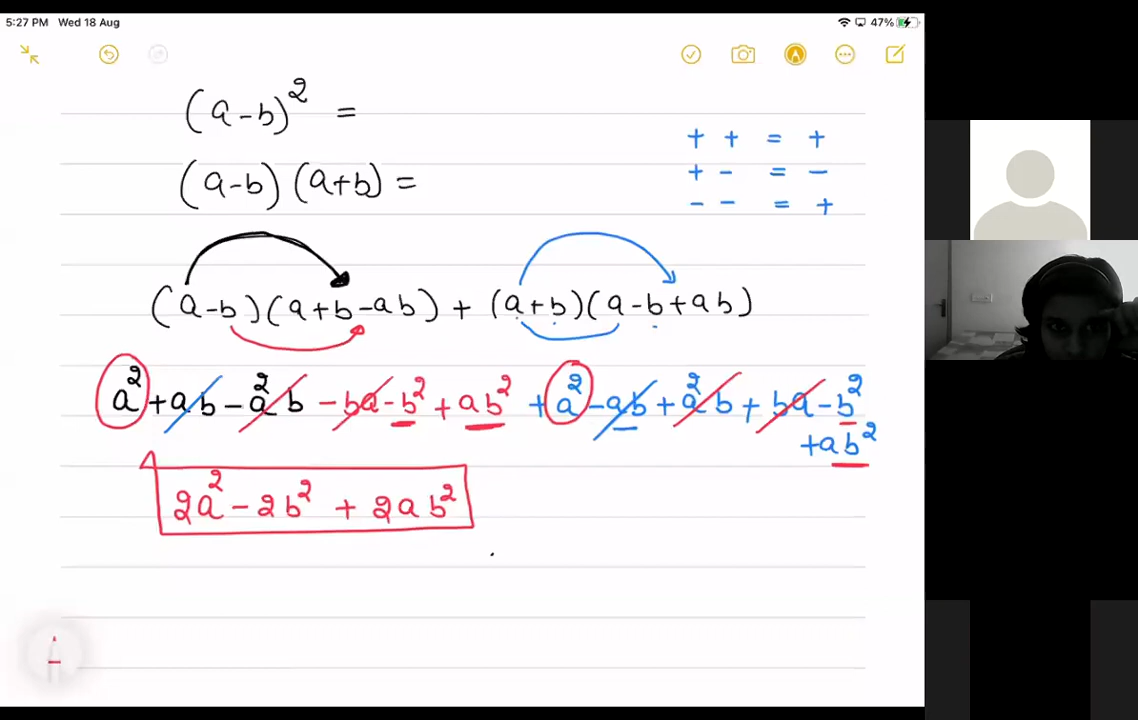 5:27 PM Wed 18 Aug
47%
(a-b)² =
(a-b) (a+b) =
+ + = +
+ - = -
- - = +
(a-b)(a+b-ab) + (a+b)(a-b+ab)
a² +ab - a²b - ba - b² + ab² + a² - ab + a²b + ba - b²
+ab²
2a² - 2b² + 2ab²